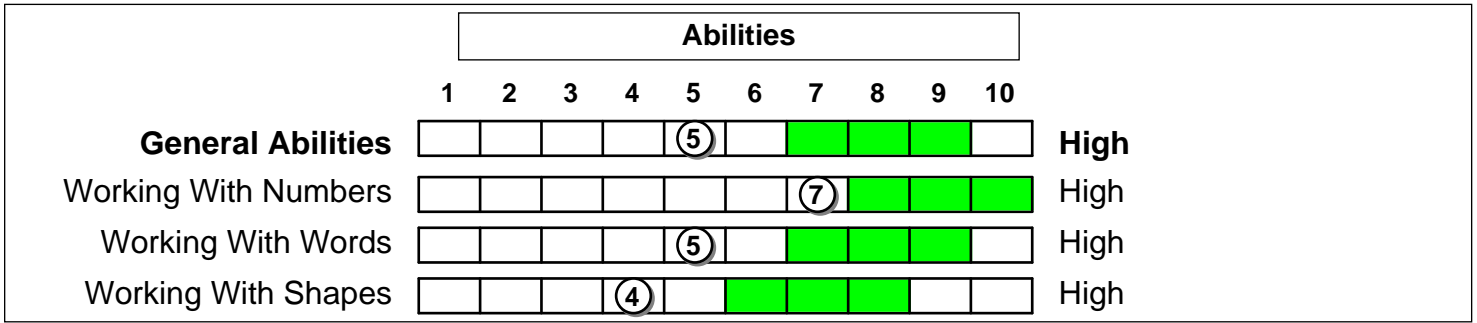 Abilities
1 2 3 4 5 6 7 8 9 10
General Abilities 5 High
Working With Numbers 7 High
Working With Words 5 High
Working With Shapes 4 High